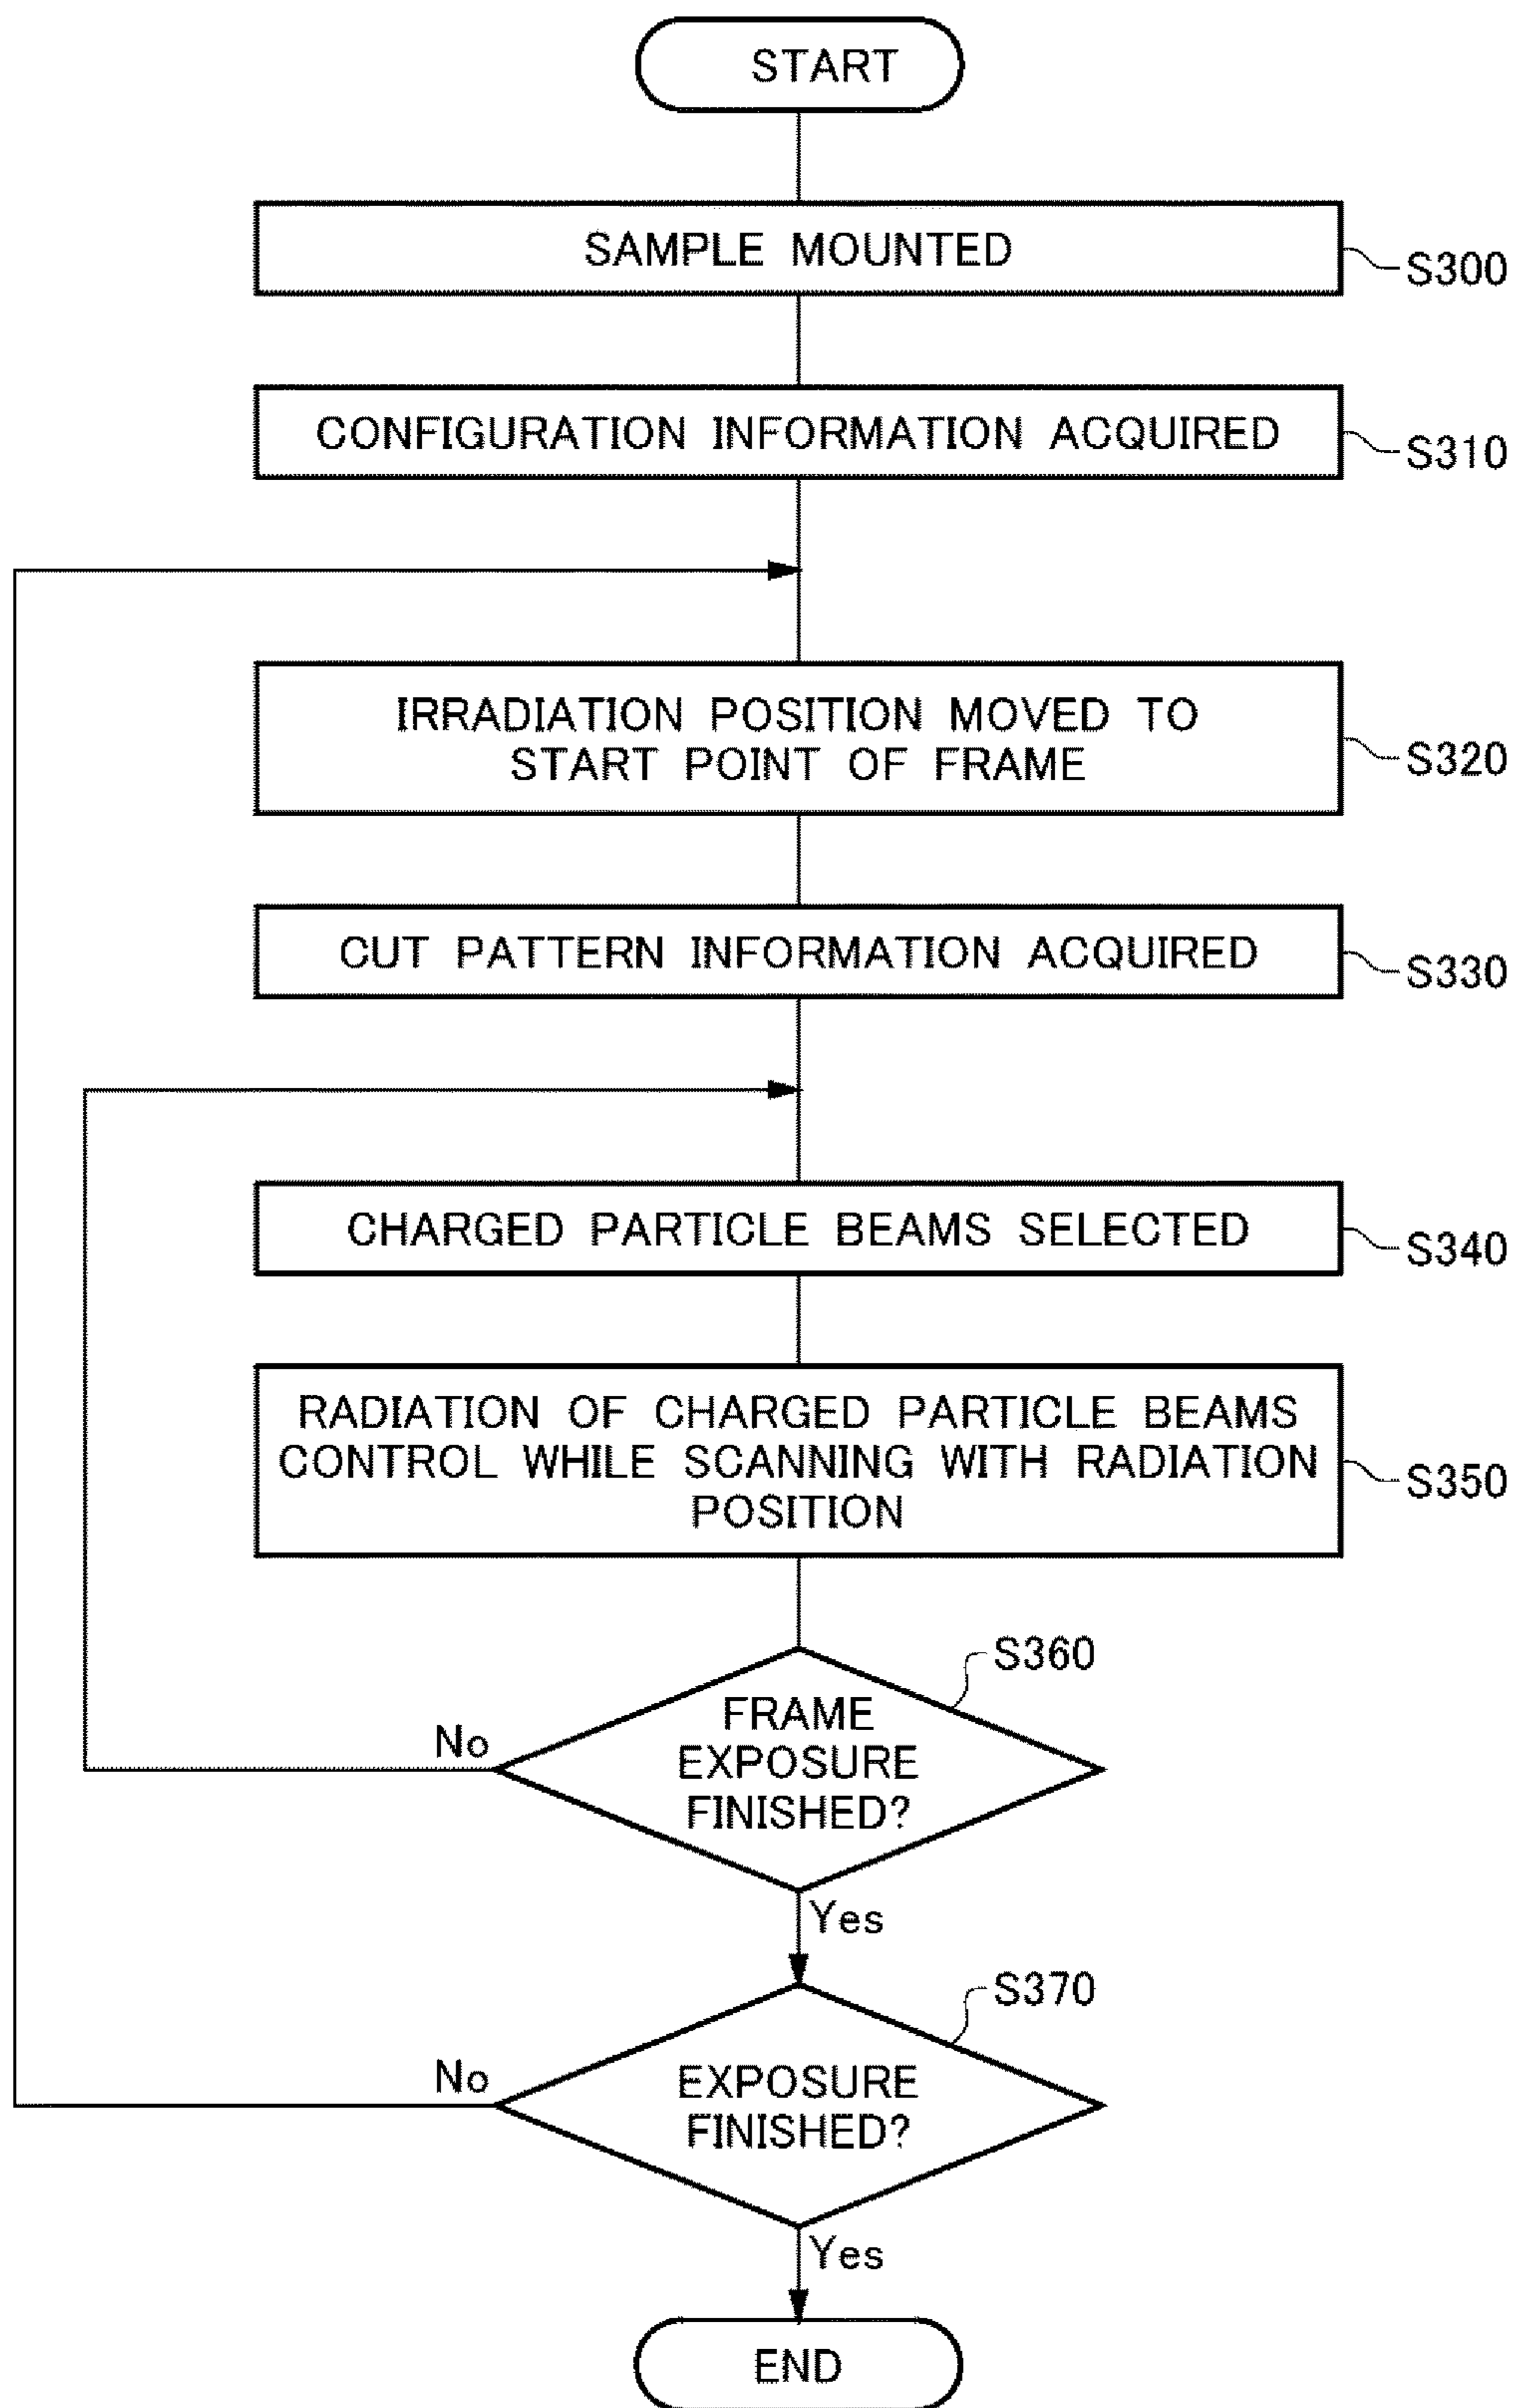 START
SAMPLE MOUNTED
S300
CONFIGURATION INFORMATION ACQUIRED
S310
IRRADIATION POSITION MOVED TO
START POINT OF FRAME
S320
CUT PATTERN INFORMATION ACQUIRED
S330
CHARGED PARTICLE BEAMS SELECTED
S340
RADIATION OF CHARGED PARTICLE BEAMS
CONTROL WHILE SCANNING WITH RADIATION
POSITION
S350
S360
FRAME
EXPOSURE
FINISHED?
No
Yes
S370
EXPOSURE
FINISHED?
No
Yes
END